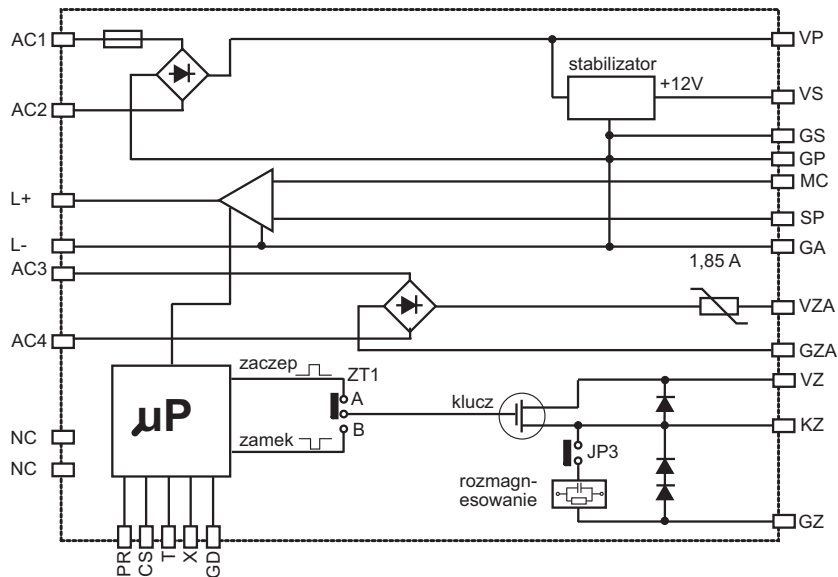 AC1
VP
stabilizator
+12V
VS
AC2
GS
GP
MC
L+
SP
L-
GA
AC3
1,85 A
VZA
AC4
GZA
zaczep
ZT1
VZ
µP
A
klucz
KZ
B
NC
zamek
JP3
NC
rozmagn-
esowanie
GZ
PR
CS
T
X
GD